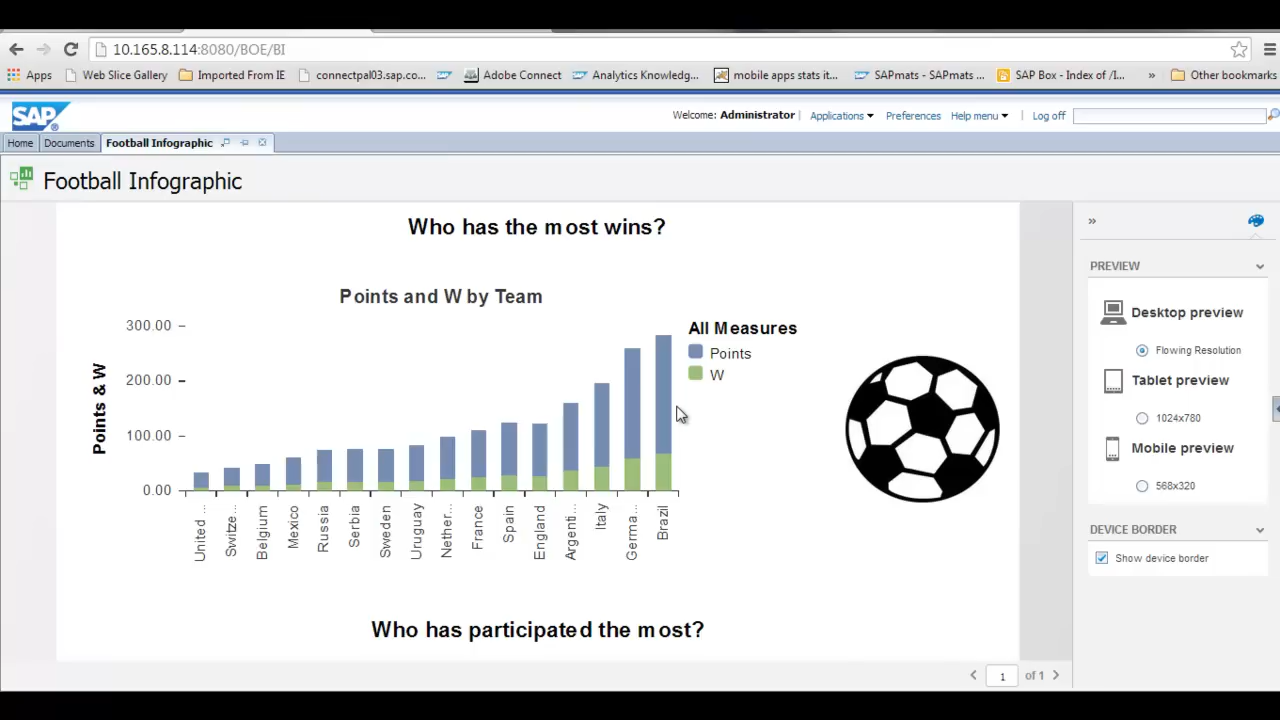 10.165.8.114:8080/BOE/BI
Apps Web Slice Gallery Imported From IE connectpal03.sap.co... Adobe Connect Analytics Knowledg... mobile apps stats it... SAPmats - SAPmats ... SAP Box - Index of /I... » Other bookmarks
SAP
Welcome: Administrator | Applications Preferences Help menu | Log off
Home Documents Football Infographic
Football Infographic
Who has the most wins?
Points and W by Team
Points & W
300.00
200.00
100.00
0.00
United ...
Switze...
Belgium
Mexico
Russia
Serbia
Sweden
Uruguay
Nether...
France
Spain
England
Argenti...
Italy
Germa...
Brazil
All Measures
Points
W
Who has participated the most?
1 of 1
»
PREVIEW
Desktop preview
Flowing Resolution
Tablet preview
1024x780
Mobile preview
568x320
DEVICE BORDER
Show device border